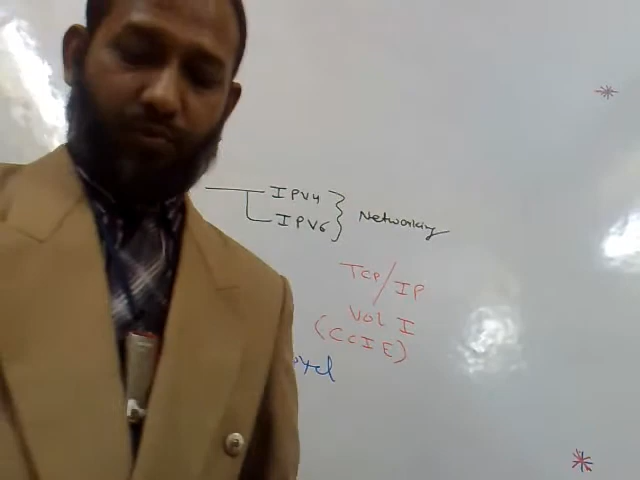 IPV4
IPV6
Networking
TCP/IP
Vol I
(CCIE)